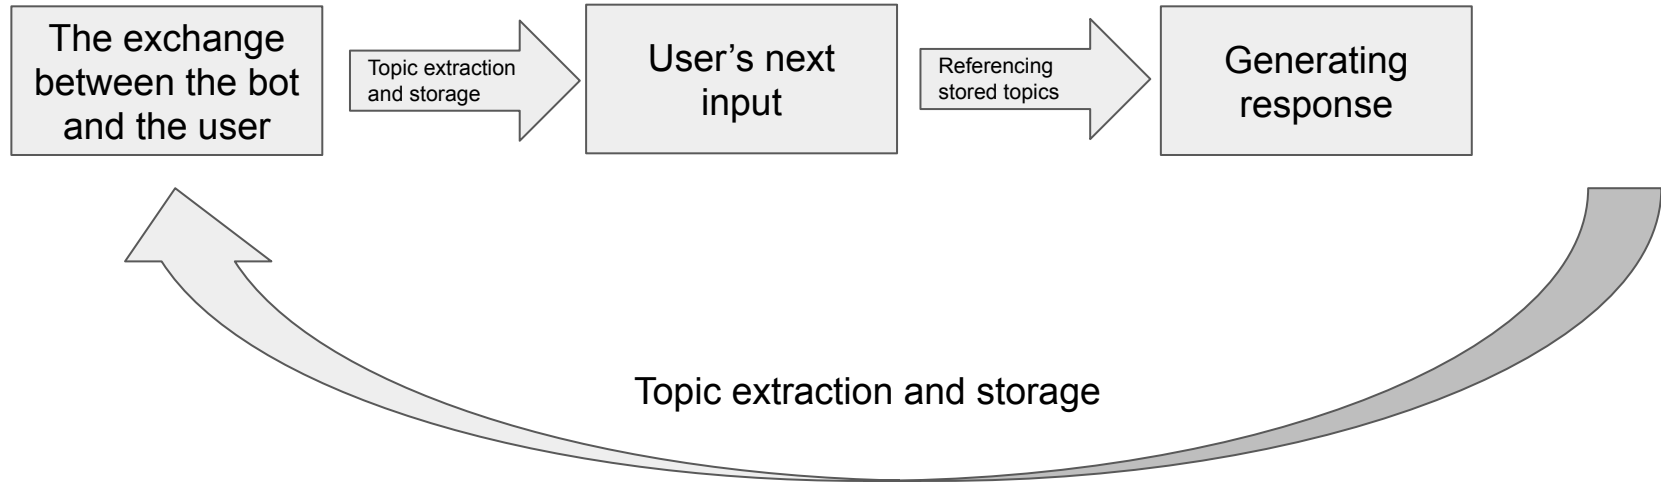 The exchange
between the bot
and the user
Topic extraction
and storage
User’s next
input
Referencing
stored topics
Generating
response
Topic extraction and storage